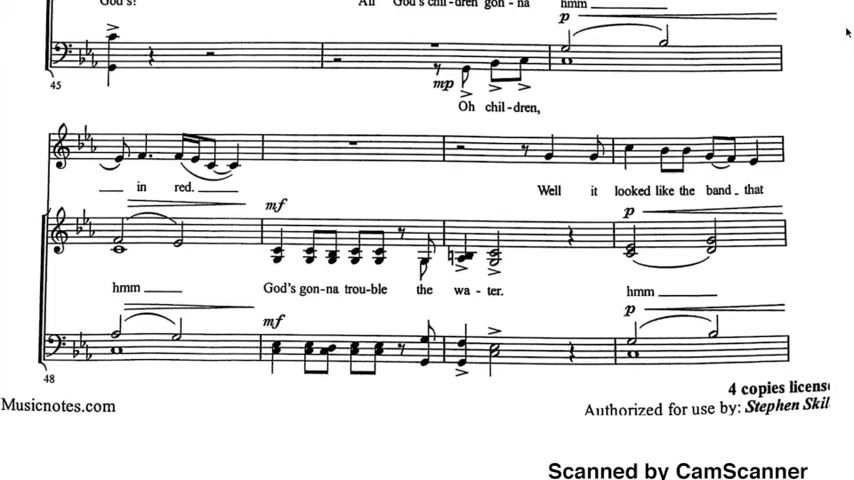 God's? All God's chil-dren gon-na hmm
p
45
mp
Oh chil-dren,
in red. Well it looked like the band that
mf p
hmm God's gon-na trou-ble the wa-ter. hmm
mf p
48
4 copies licens
Musicnotes.com Authorized for use by: Stephen Skil
Scanned by CamScanner